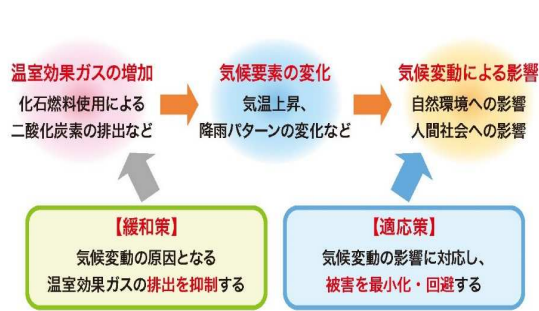 温室効果ガスの増加
化石燃料使用による
二酸化炭素の排出など
気候要素の変化
気温上昇、
降雨パターンの変化など
気候変動による影響
自然環境への影響
人間社会への影響
【緩和策】
気候変動の原因となる
温室効果ガスの排出を抑制する
【適応策】
気候変動の影響に対応し、
被害を最小化・回避する